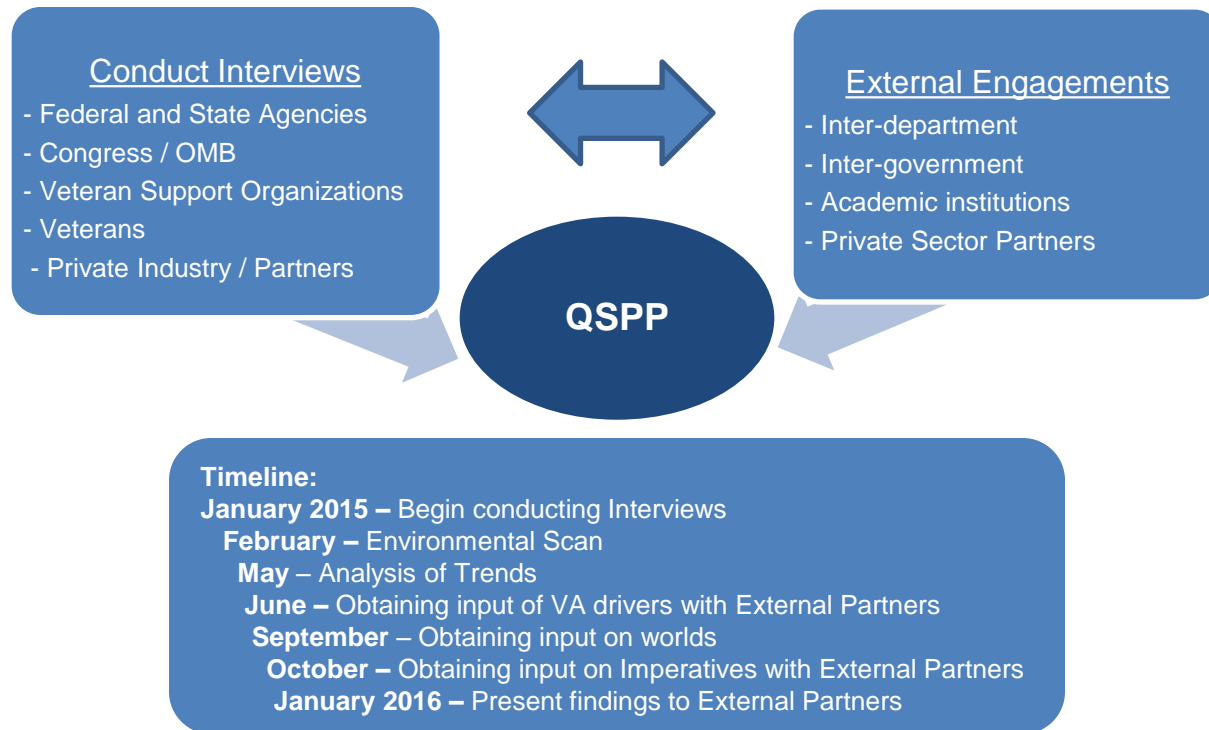 Conduct Interviews
- Federal and State Agencies
- Congress / OMB
- Veteran Support Organizations
- Veterans
- Private Industry / Partners
External Engagements
- Inter-department
- Inter-government
- Academic institutions
- Private Sector Partners
QSPP
Timeline:
January 2015 – Begin conducting Interviews
February – Environmental Scan
May – Analysis of Trends
June – Obtaining input of VA drivers with External Partners
September – Obtaining input on worlds
October – Obtaining input on Imperatives with External Partners
January 2016 – Present findings to External Partners